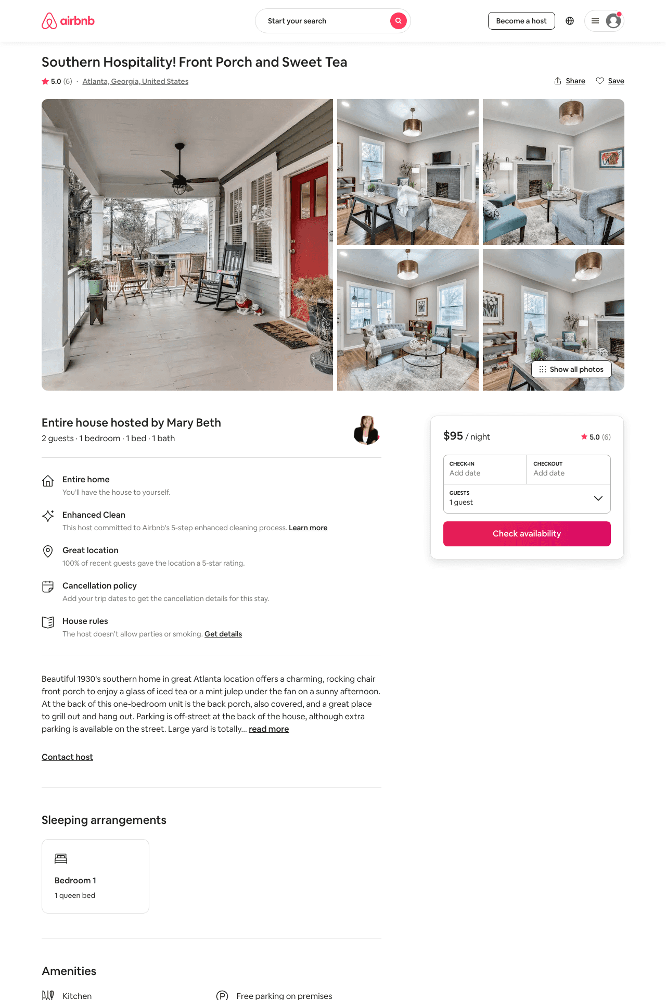 airbnb
Start your search
Become a host
Southern Hospitality! Front Porch and Sweet Tea
5.0 (6) · Atlanta, Georgia, United States
Share
Save
Show all photos
Entire house hosted by Mary Beth
2 guests · 1 bedroom · 1 bed · 1 bath
$95 / night
5.0 (6)
CHECK-IN
Add date
CHECKOUT
Add date
GUESTS
1 guest
Check availability
Entire home
You'll have the house to yourself.
Enhanced Clean
This host committed to Airbnb's 5-step enhanced cleaning process. Learn more
Great location
100% of recent guests gave the location a 5-star rating.
Cancellation policy
Add your trip dates to get the cancellation details for this stay.
House rules
The host doesn't allow parties or smoking. Get details
Beautiful 1930's southern home in great Atlanta location offers a charming, rocking chair
front porch to enjoy a glass of iced tea or a mint julep under the fan on a sunny afternoon.
At the back of this one-bedroom unit is the back porch, also covered, and a great place
to grill out and hang out. Parking is off-street at the back of the house, although extra
parking is available on the street. Large yard is totally... read more
Contact host
Sleeping arrangements
Bedroom 1
1 queen bed
Amenities
Kitchen
Free parking on premises